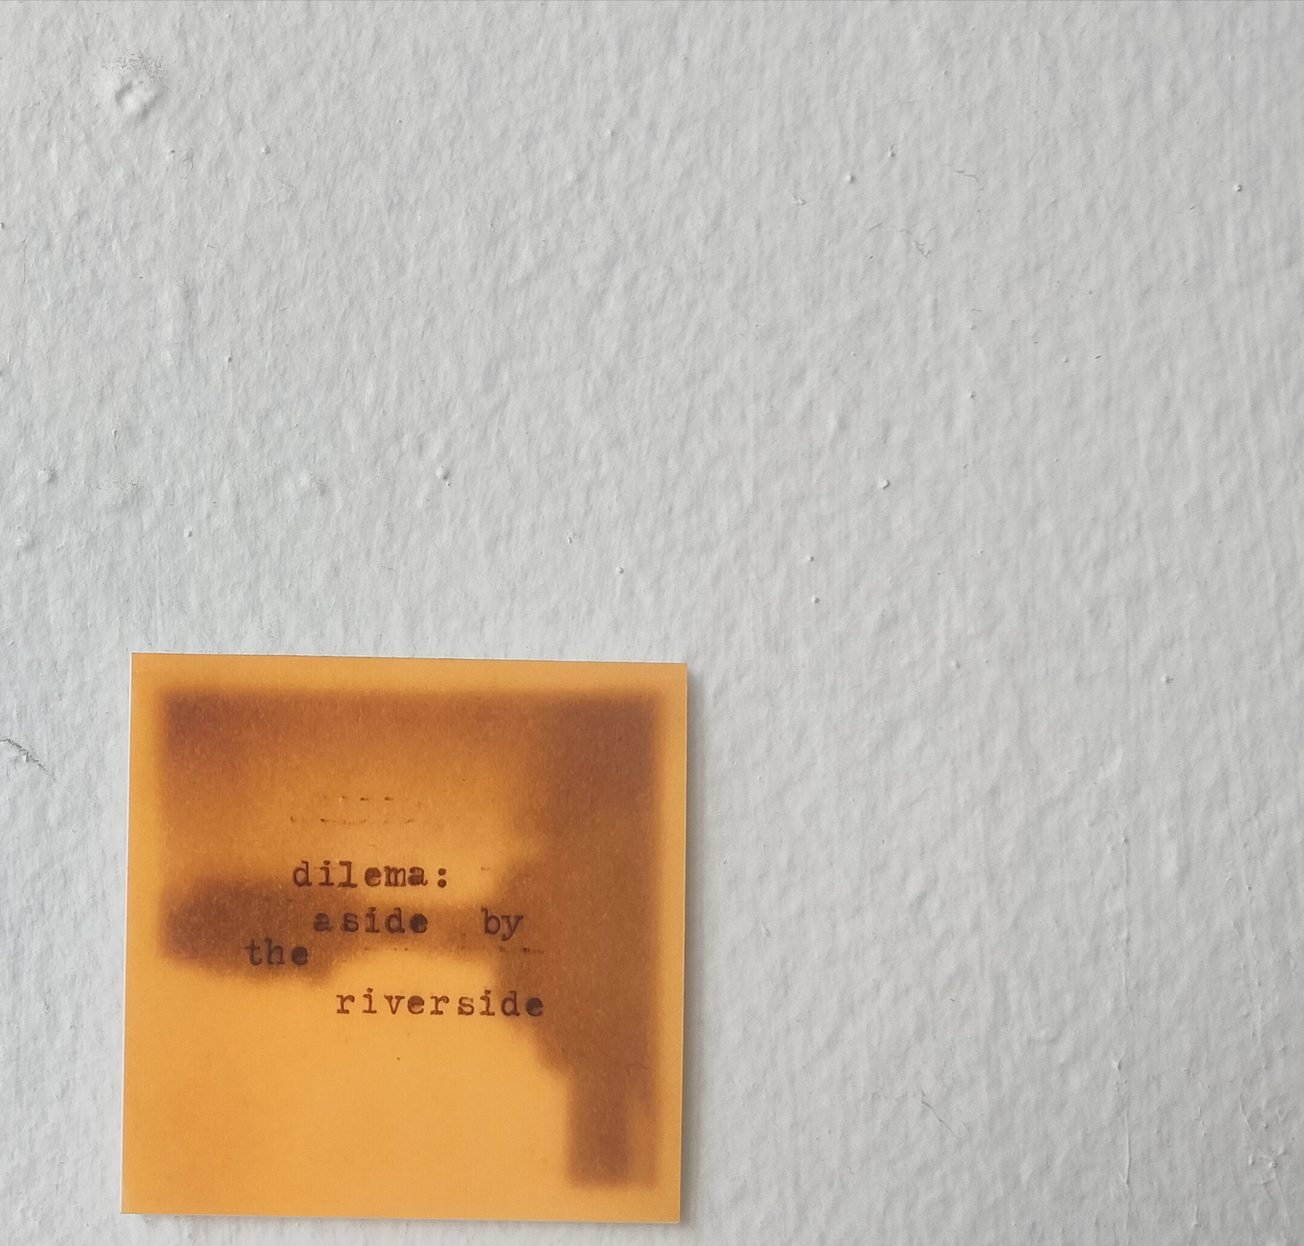 dilema:
aside by
the
riverside